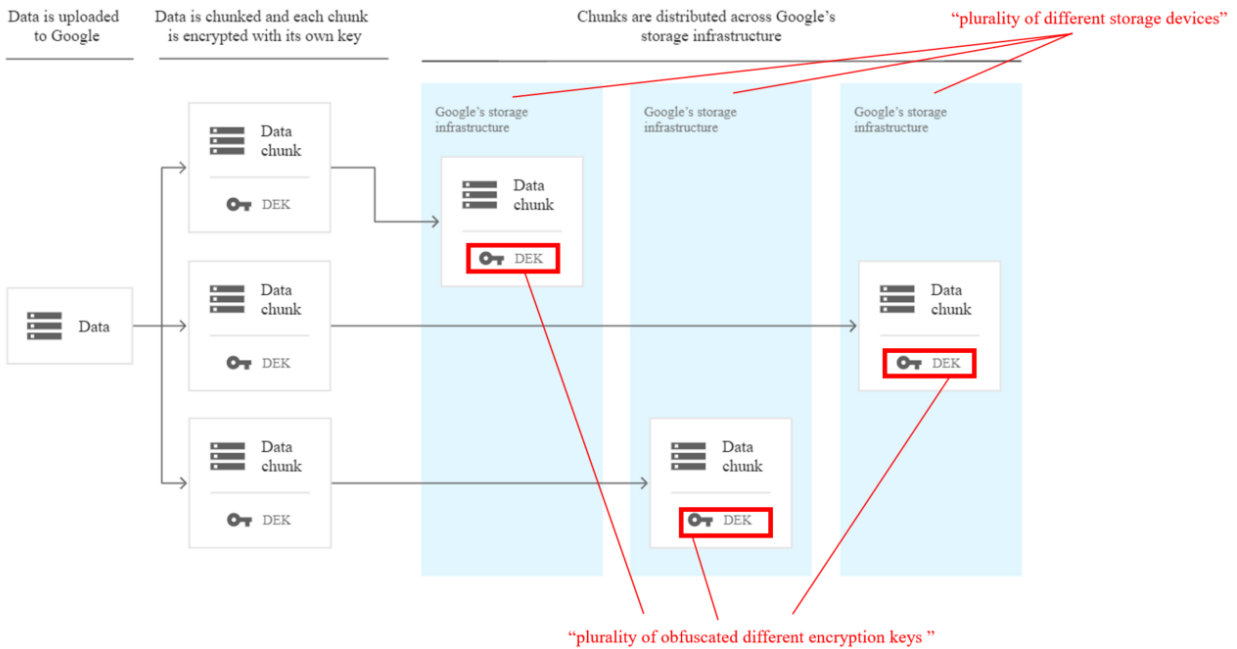 Data is uploaded
to Google
Data is chunked and each chunk
is encrypted with its own key
Chunks are distributed across Google’s
storage infrastructure
“plurality of different storage devices”
Google’s storage
infrastructure
Google’s storage
infrastructure
Google’s storage
infrastructure
Data
chunk
DEK
Data
chunk
DEK
Data
Data
chunk
DEK
Data
chunk
DEK
Data
chunk
DEK
Data
chunk
DEK
“plurality of obfuscated different encryption keys ”